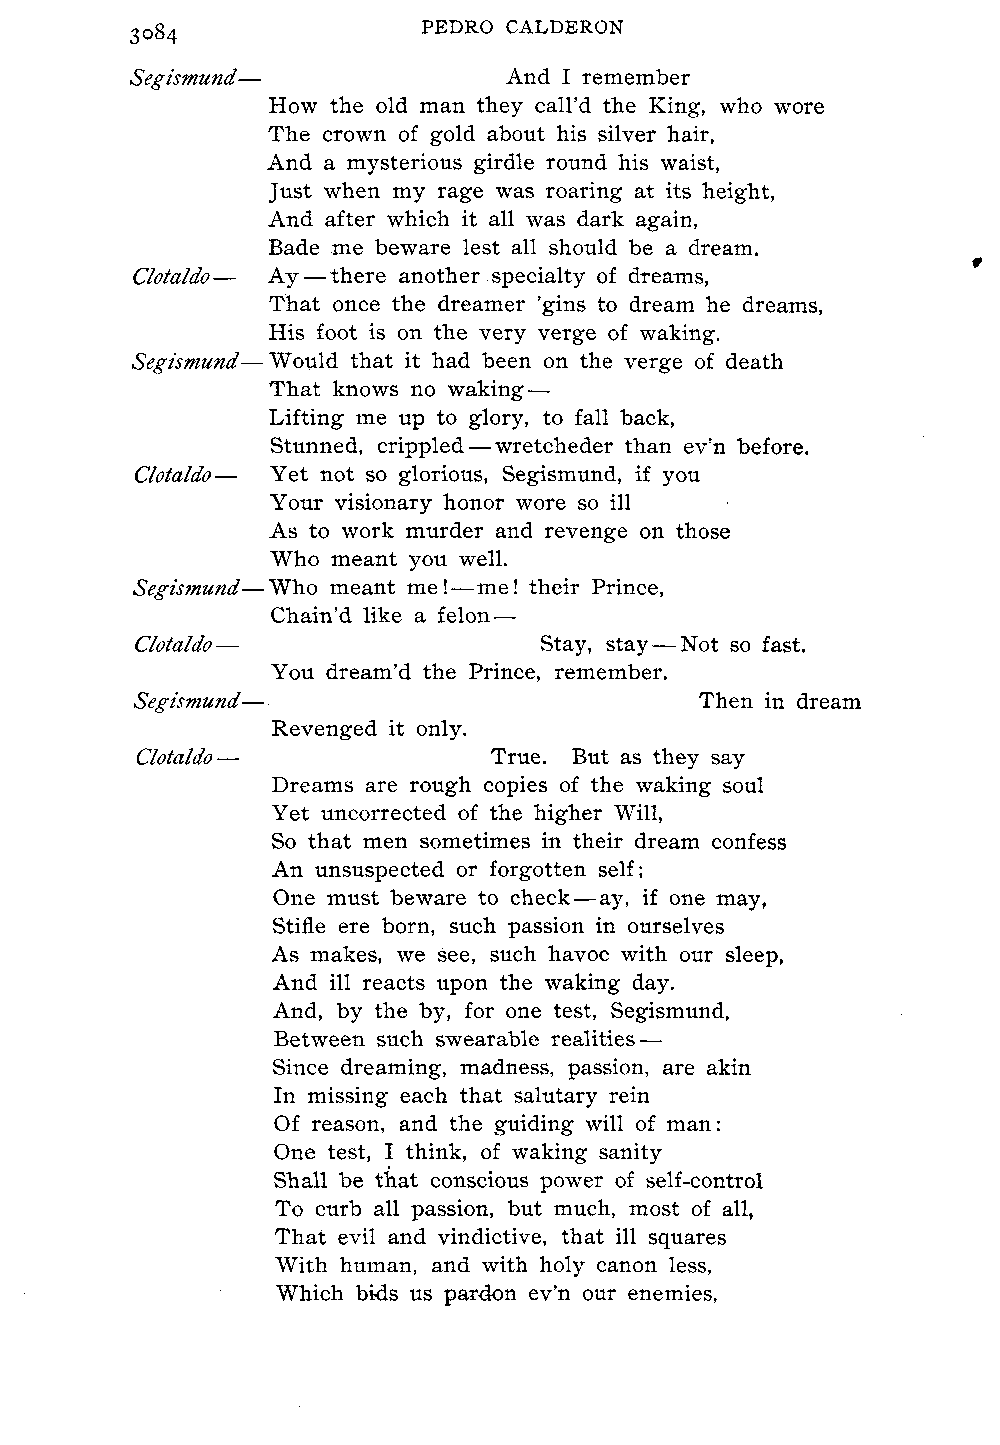 3084 PEDRO CALDERON
Segismund— And I remember
How the old man they call'd the King, who wore
The crown of gold about his silver hair,
And a mysterious girdle round his waist,
Just when my rage was roaring at its height,
And after which it all was dark again,
Bade me beware lest all should be a dream.
Clotaldo— Ay—there another specialty of dreams,
That once the dreamer 'gins to dream he dreams,
His foot is on the very verge of waking.
Segismund—Would that it had been on the verge of death
That knows no waking—
Lifting me up to glory, to fall back,
Stunned, crippled—wretcheder than ev'n before.
Clotaldo— Yet not so glorious, Segismund, if you
Your visionary honor wore so ill
As to work murder and revenge on those
Who meant you well.
Segismund—Who meant me!—me! their Prince,
Chain'd like a felon—
Clotaldo— Stay, stay—Not so fast.
You dream'd the Prince, remember.
Segismund— Then in dream
Revenged it only.
Clotaldo— True. But as they say
Dreams are rough copies of the waking soul
Yet uncorrected of the higher Will,
So that men sometimes in their dream confess
An unsuspected or forgotten self;
One must beware to check—ay, if one may,
Stifle ere born, such passion in ourselves
As makes, we see, such havoc with our sleep,
And ill reacts upon the waking day.
And, by the by, for one test, Segismund,
Between such swearable realities—
Since dreaming, madness, passion, are akin
In missing each that salutary rein
Of reason, and the guiding will of man:
One test, I think, of waking sanity
Shall be that conscious power of self-control
To curb all passion, but much, most of all,
That evil and vindictive, that ill squares
With human, and with holy canon less,
Which bids us pardon ev'n our enemies,